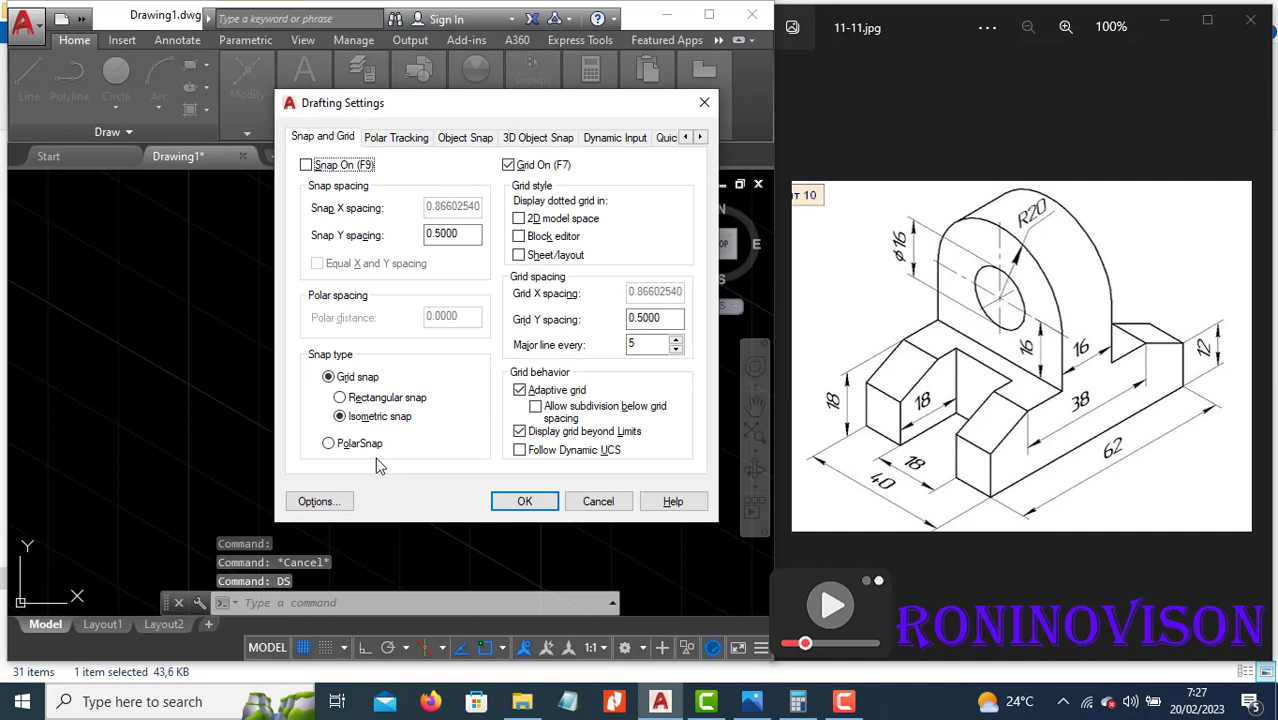 Drawing1.dwg
Type a keyword or phrase
Sign In
Home Insert Annotate Parametric View Manage Output Add-ins A360 Express Tools Featured Apps
Line Polyline Circle Arc Modify Groups
Draw
Start Drawing1*
Drafting Settings
Snap and Grid Polar Tracking Object Snap 3D Object Snap Dynamic Input Quic
Snap On (F9)
Grid On (F7)
Snap spacing
Snap X spacing: 0.86602540
Snap Y spacing: 0.5000
Equal X and Y spacing
Polar spacing
Polar distance: 0.0000
Snap type
Grid snap
Rectangular snap
Isometric snap
PolarSnap
Grid style
Display dotted grid in:
2D model space
Block editor
Sheet/layout
Grid spacing
Grid X spacing: 0.86602540
Grid Y spacing: 0.5000
Major line every: 5
Grid behavior
Adaptive grid
Allow subdivision below grid
spacing
Display grid beyond Limits
Follow Dynamic UCS
Options... OK Cancel Help
N
OP
E
S
Y
X
Command:
Command: *Cancel*
Command: DS
Type a command
Model Layout1 Layout2 +
MODEL 1:1
31 items 1 item selected 43,6 KB
11-11.jpg
100%
т 10
R20
ϕ16
16
16
12
18
18
38
18
62
40
RONINOVISON
Type here to search
24°C
7:27
20/02/2023
5